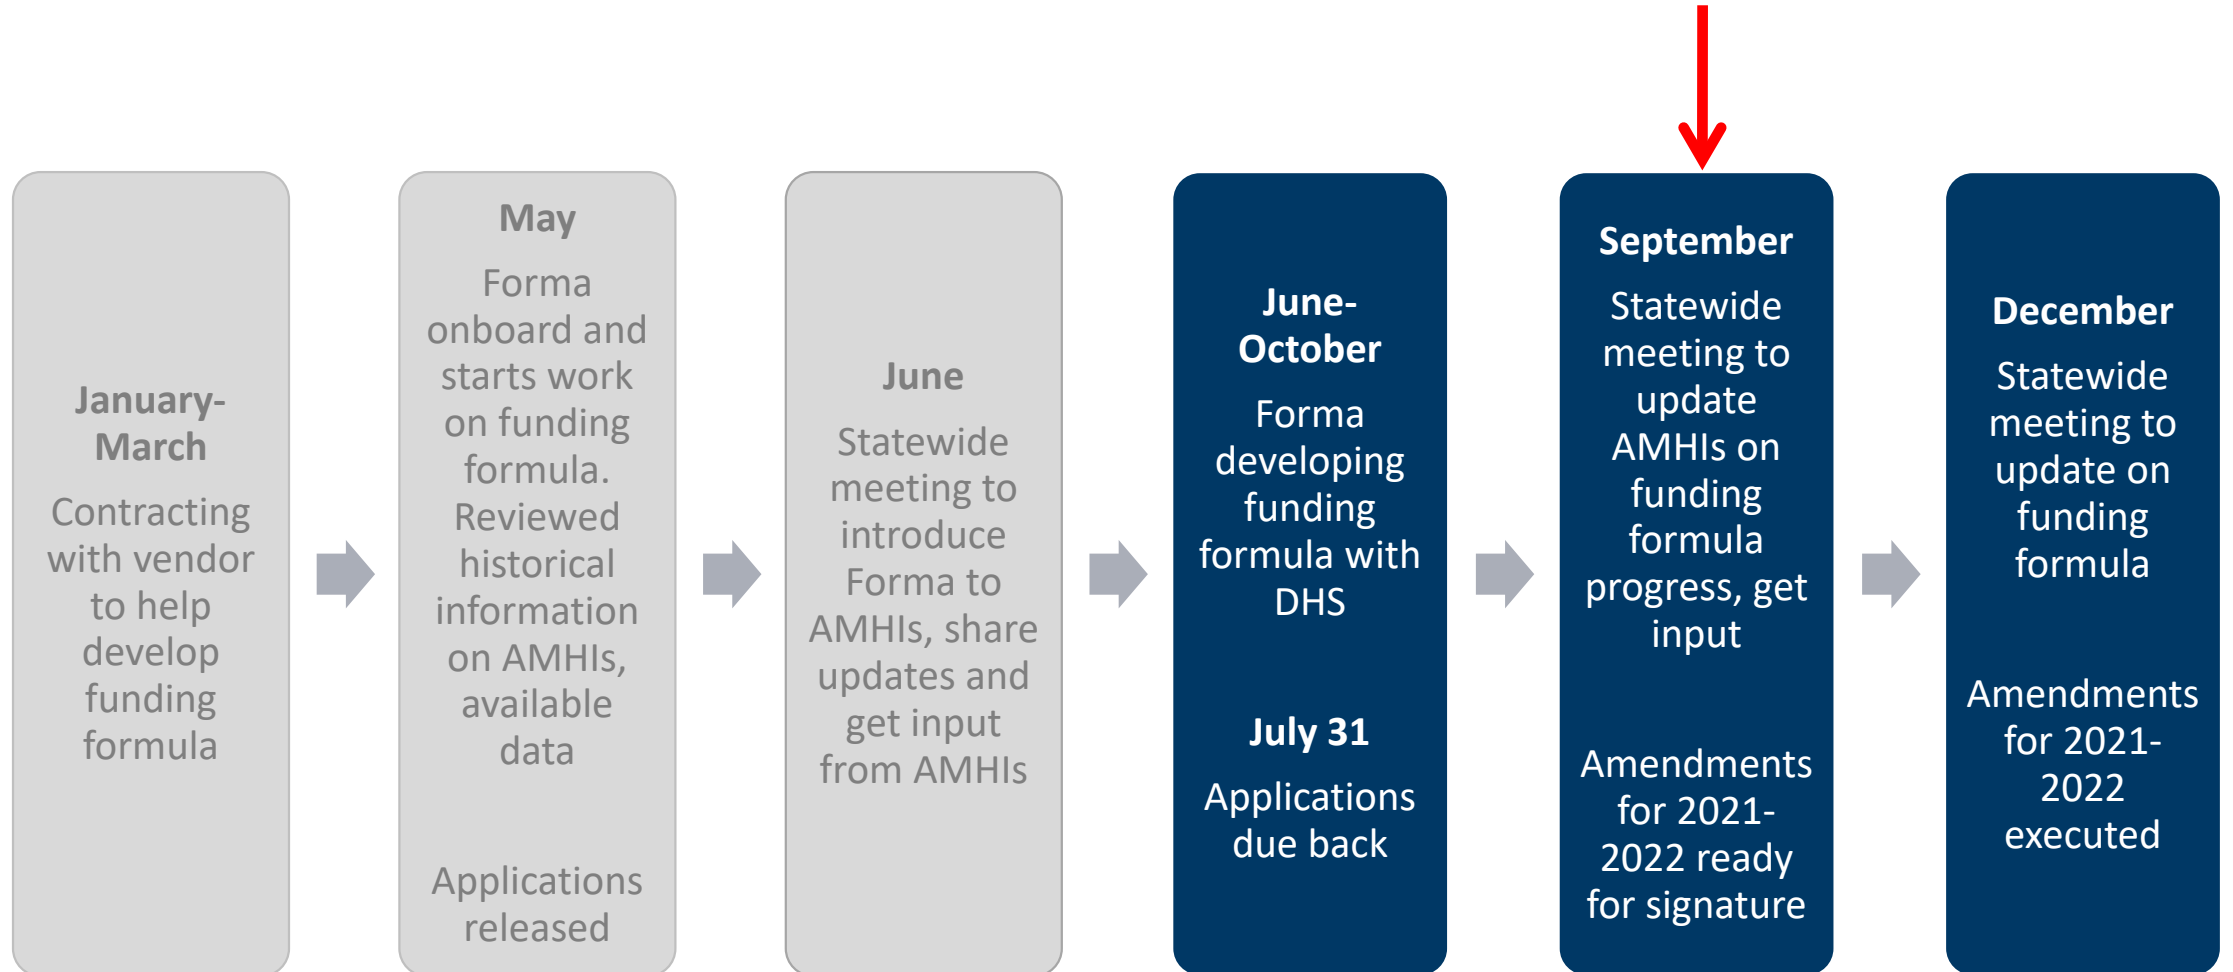 January-
March
Contracting
with vendor
to help
develop
funding
formula
May
Forma
onboard and
starts work
on funding
formula.
Reviewed
historical
information
on AMHIs,
available
data
Applications
released
June
Statewide
meeting to
introduce
Forma to
AMHIs, share
updates and
get input
from AMHIs
June-
October
Forma
developing
funding
formula with
DHS
July 31
Applications
due back
September
Statewide
meeting to
update
AMHIs on
funding
formula
progress, get
input
Amendments
for 2021-
2022 ready
for signature
December
Statewide
meeting to
update on
funding
formula
Amendments
for 2021-
2022
executed